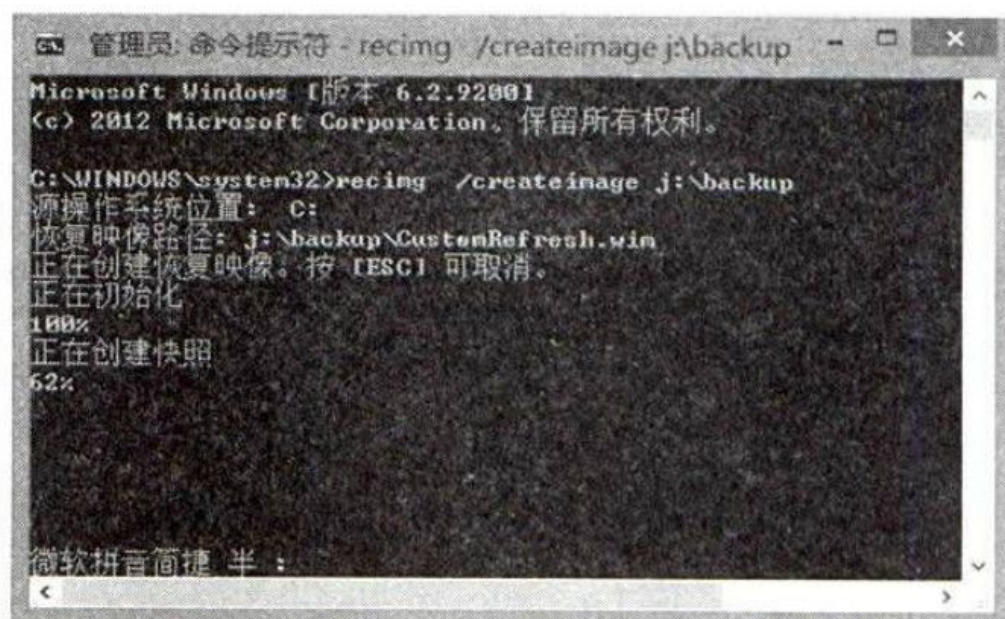 管理员: 命令提示符 - recimg  /createimage j:\backup
Microsoft Windows [版本 6.2.9200]
(c) 2012 Microsoft Corporation。保留所有权利。
C:\WINDOWS\system32>recimg  /createimage j:\backup
源操作系统位置:  C:
恢复映像路径: j:\backup\CustomRefresh.wim
正在创建恢复映像。按 [ESC] 可取消。
正在初始化
100%
正在创建快照
62%
微软拼音简捷 半 :